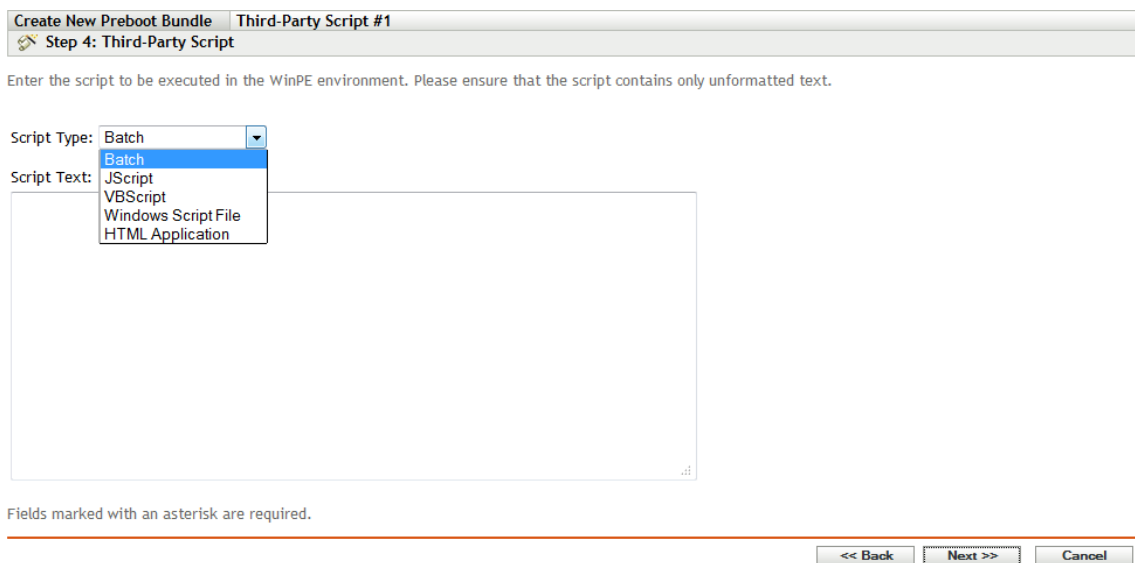 Create New Preboot Bundle Third-Party Script #1
Step 4: Third-Party Script
Enter the script to be executed in the WinPE environment. Please ensure that the script contains only unformatted text.
Script Type: Batch
Batch
Script Text: JScript
VBScript
Windows Script File
HTML Application
Fields marked with an asterisk are required.
<< Back Next >> Cancel